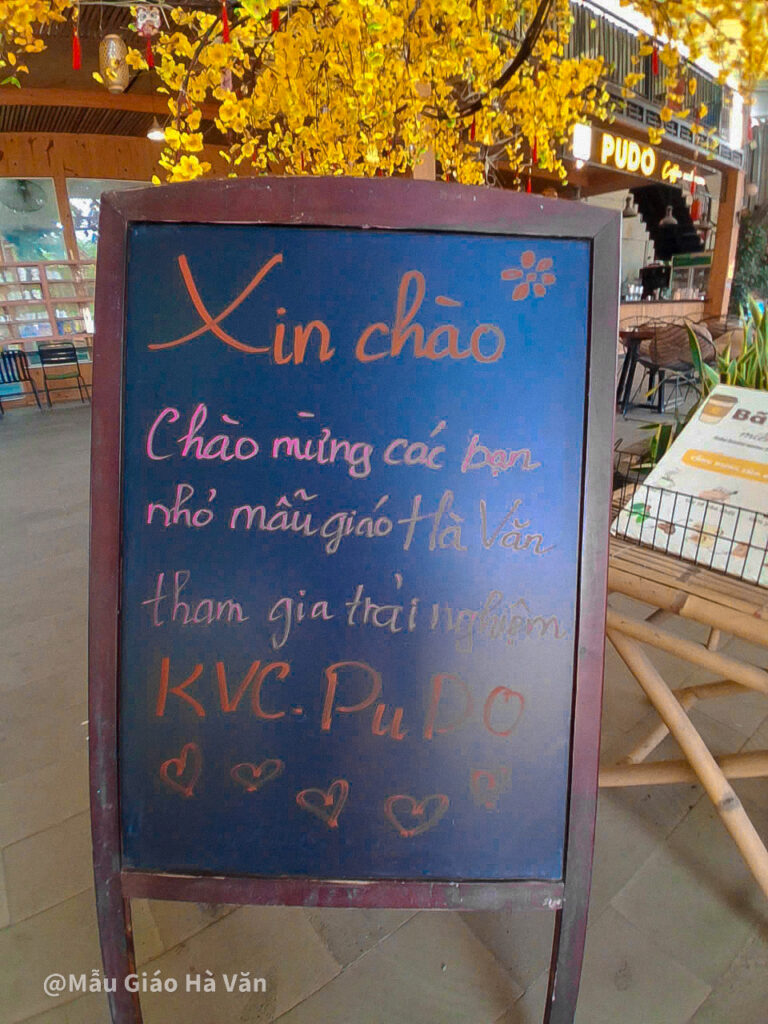 PUDO
Coffee
Xin chào
Chào mừng các bạn
nhỏ mẫu giáo Hà Văn
tham gia trải nghiệm
KVC. PuDO
@Mẫu Giáo Hà Văn